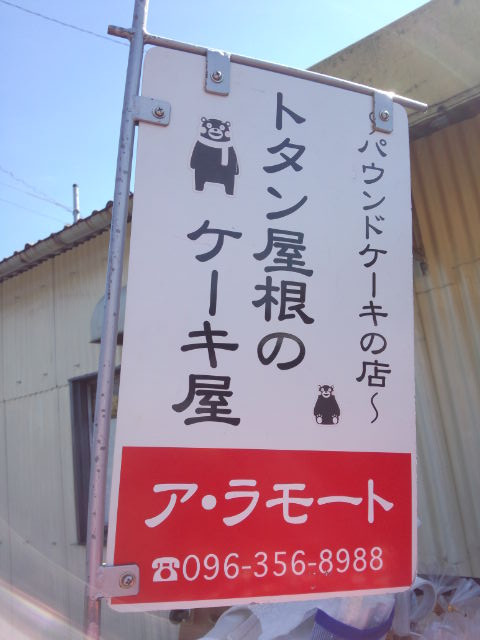 〜パウンドケーキの店〜
トタン屋根の
ケーキ屋
ア・ラモート
☎096-356-8988